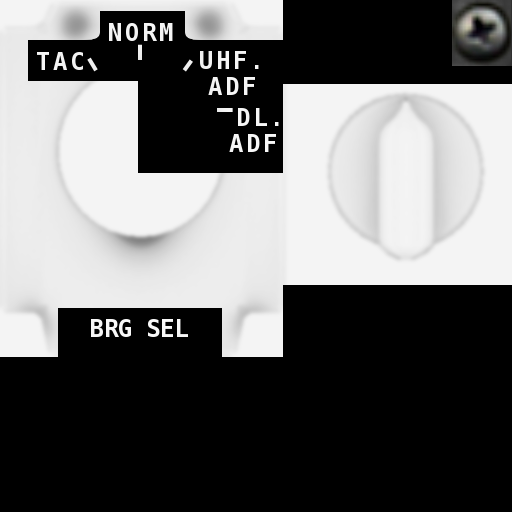 NORM
TAC
UHF.
ADF
DL.
ADF
BRG SEL